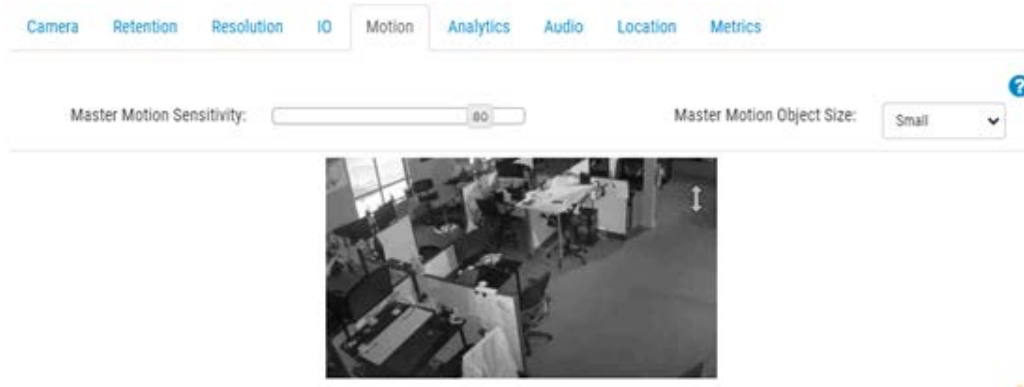 Camera Retention Resolution IO Motion Analytics Audio Location Metrics
?
Master Motion Sensitivity: 80 Master Motion Object Size: Small